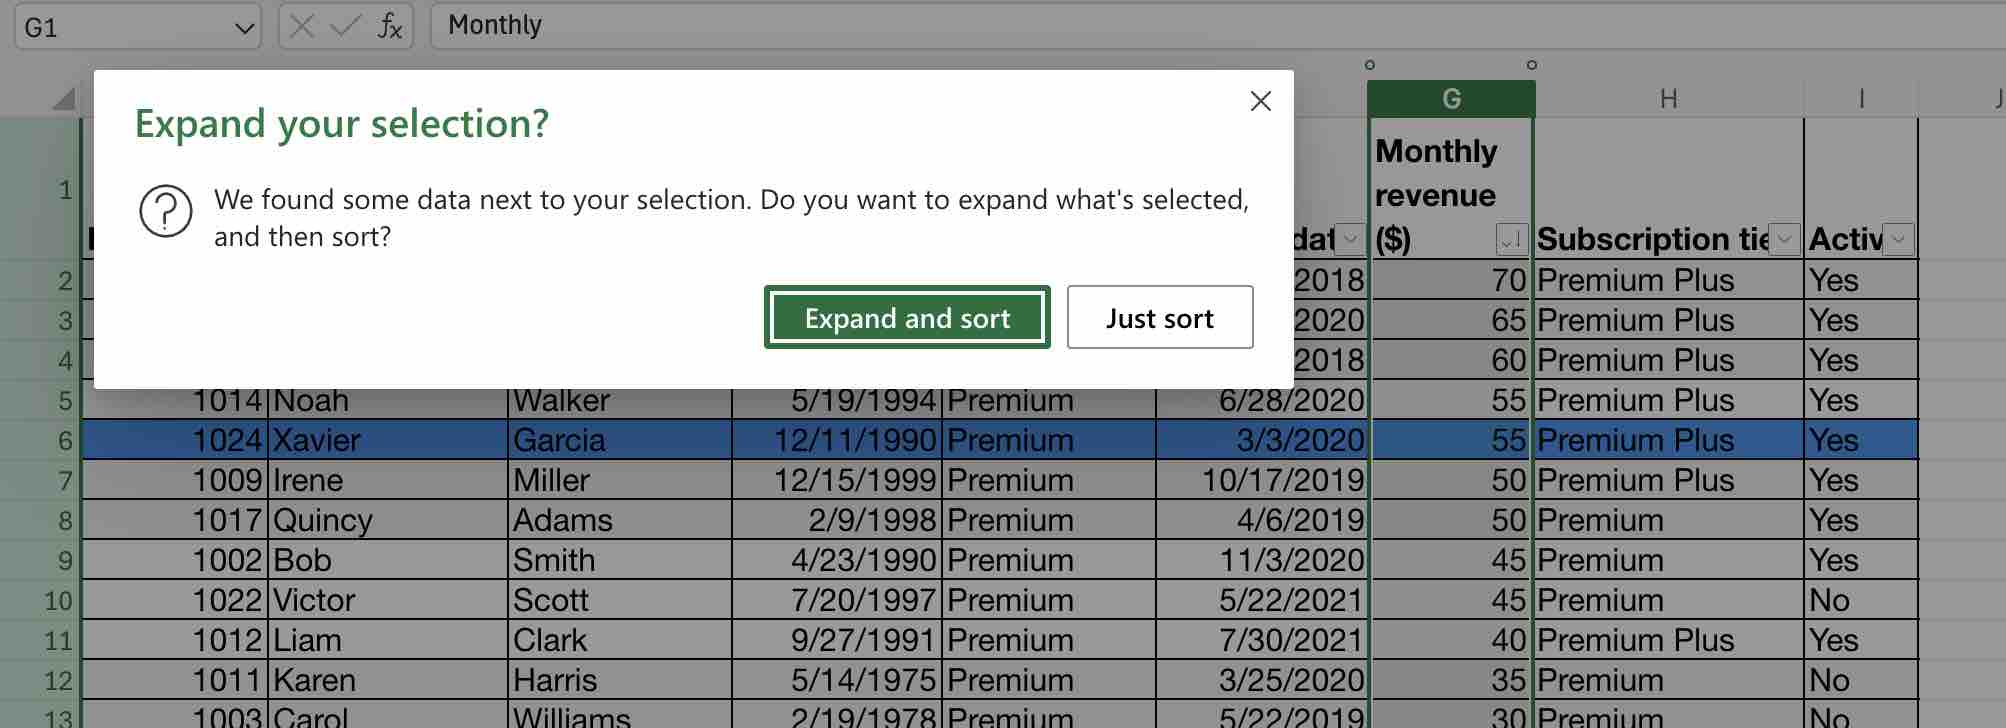 G1 fx Monthly
Expand your selection?
We found some data next to your selection. Do you want to expand what's selected,
and then sort?
Expand and sort Just sort
G H I J
Monthly
revenue
1
($) Subscription tie Activ
2 2018 70 Premium Plus Yes
3 2020 65 Premium Plus Yes
4 2018 60 Premium Plus Yes
5 1014 Noah Walker 5/19/1994 Premium 6/28/2020 55 Premium Plus Yes
6 1024 Xavier Garcia 12/11/1990 Premium 3/3/2020 55 Premium Plus Yes
7 1009 Irene Miller 12/15/1999 Premium 10/17/2019 50 Premium Plus Yes
8 1017 Quincy Adams 2/9/1998 Premium 4/6/2019 50 Premium Yes
9 1002 Bob Smith 4/23/1990 Premium 11/3/2020 45 Premium Yes
10 1022 Victor Scott 7/20/1997 Premium 5/22/2021 45 Premium No
11 1012 Liam Clark 9/27/1991 Premium 7/30/2021 40 Premium Plus Yes
12 1011 Karen Harris 5/14/1975 Premium 3/25/2020 35 Premium No
13 1003 Carol Williams 2/19/1978 Premium 5/22/2019 30 Premium No